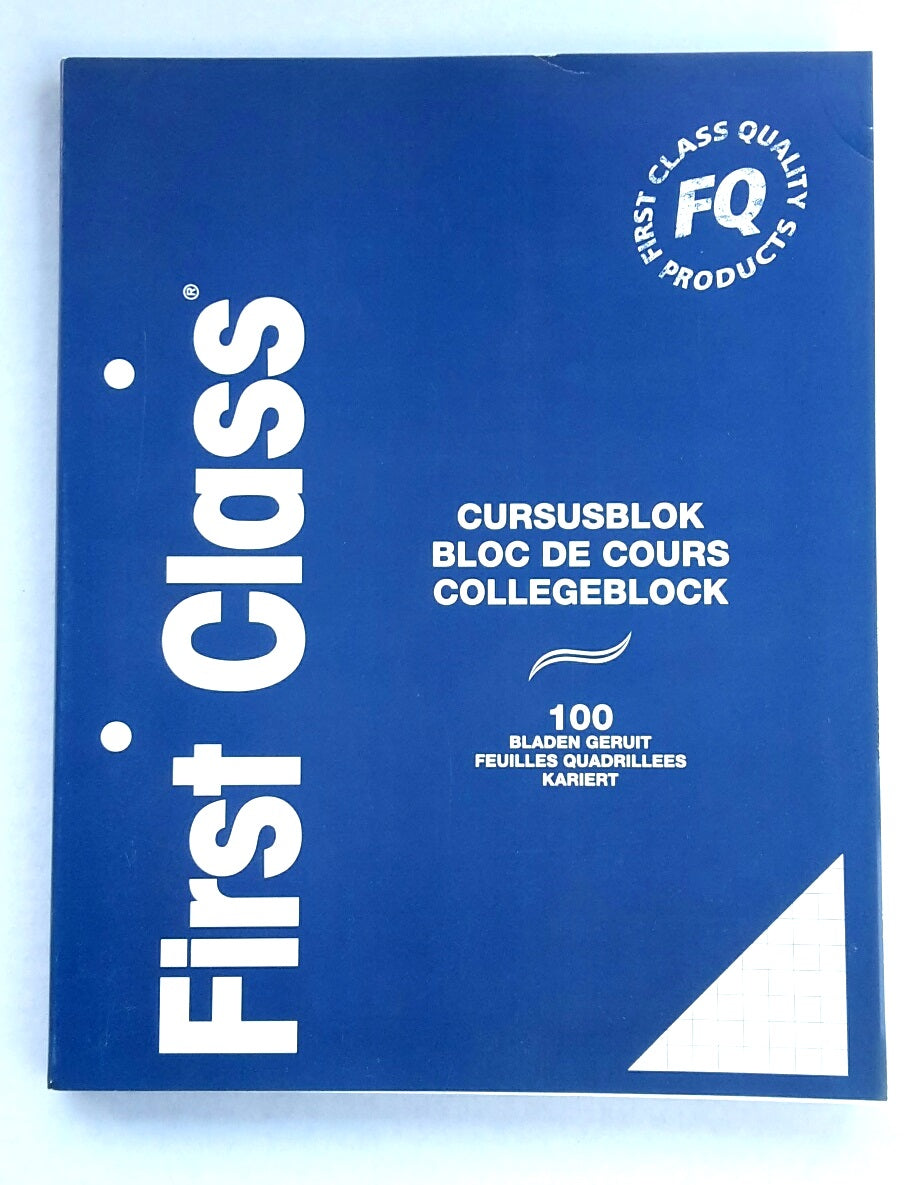 FIRST CLASS QUALITY PRODUCTS
FQ
First Class®
CURSUSBLOK
BLOC DE COURS
COLLEGEBLOCK
100
BLADEN GERUIT
FEUILLES QUADRILLEES
KARIERT